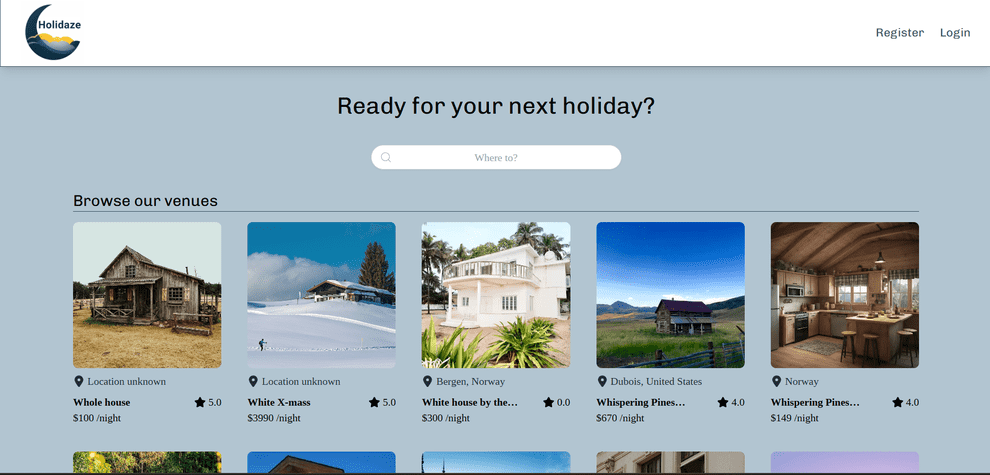 Holidaze
Register Login
Ready for your next holiday?
Where to?
Browse our venues
Location unknown
Whole house 5.0
$100 /night
Location unknown
White X-mass 5.0
$3990 /night
Bergen, Norway
White house by the... 0.0
$300 /night
Dubois, United States
Whispering Pines... 4.0
$670 /night
Norway
Whispering Pines... 4.0
$149 /night